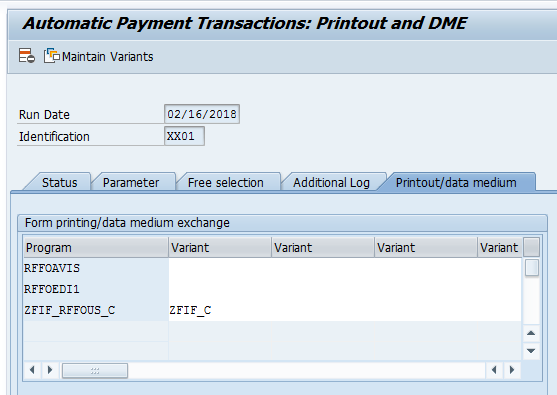 Automatic Payment Transactions: Printout and DME
Maintain Variants
Run Date 02/16/2018
Identification XX01
Status Parameter Free selection Additional Log Printout/data medium
Form printing/data medium exchange
Program Variant Variant Variant Variant
RFFOAVIS
RFFOEDI1
ZFIF_RFFOUS_C ZFIF_C